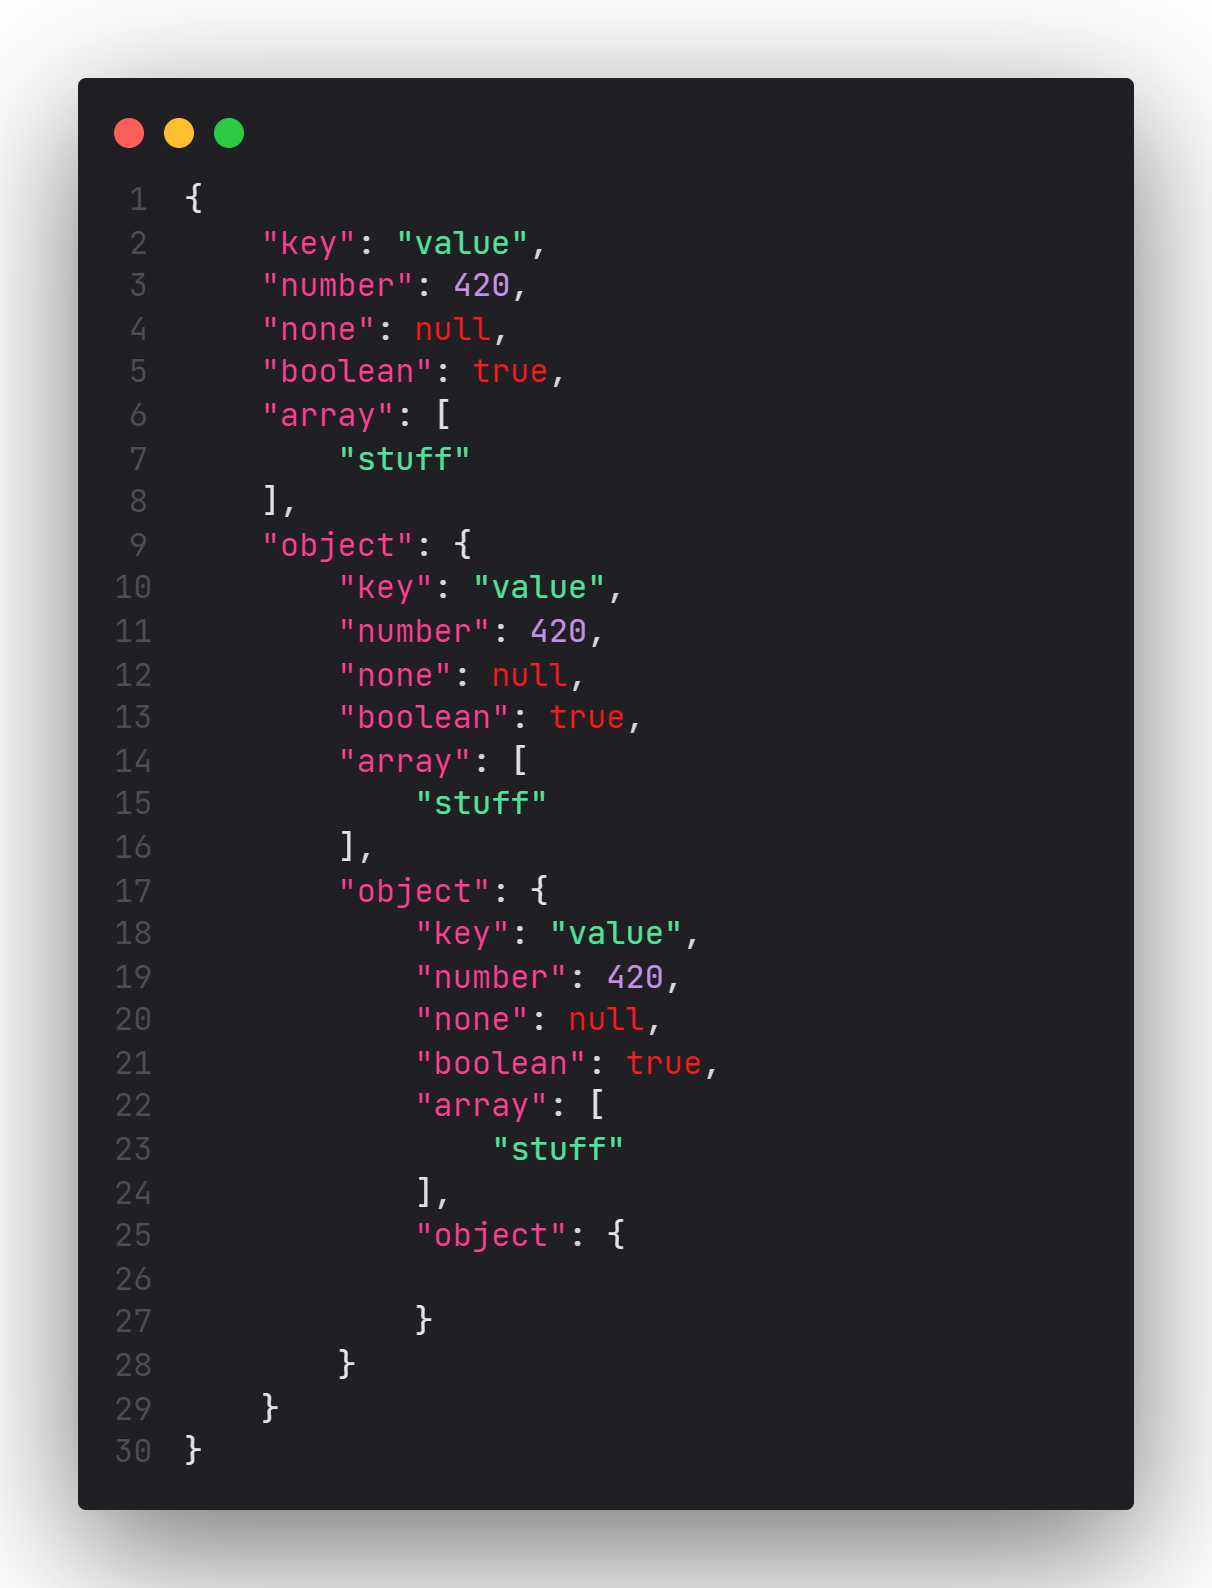 1 {
2     "key": "value",
3     "number": 420,
4     "none": null,
5     "boolean": true,
6     "array": [
7         "stuff"
8     ],
9     "object": {
10         "key": "value",
11         "number": 420,
12         "none": null,
13         "boolean": true,
14         "array": [
15             "stuff"
16         ],
17         "object": {
18             "key": "value",
19             "number": 420,
20             "none": null,
21             "boolean": true,
22             "array": [
23                 "stuff"
24             ],
25             "object": {
26
27             }
28         }
29     }
30 }